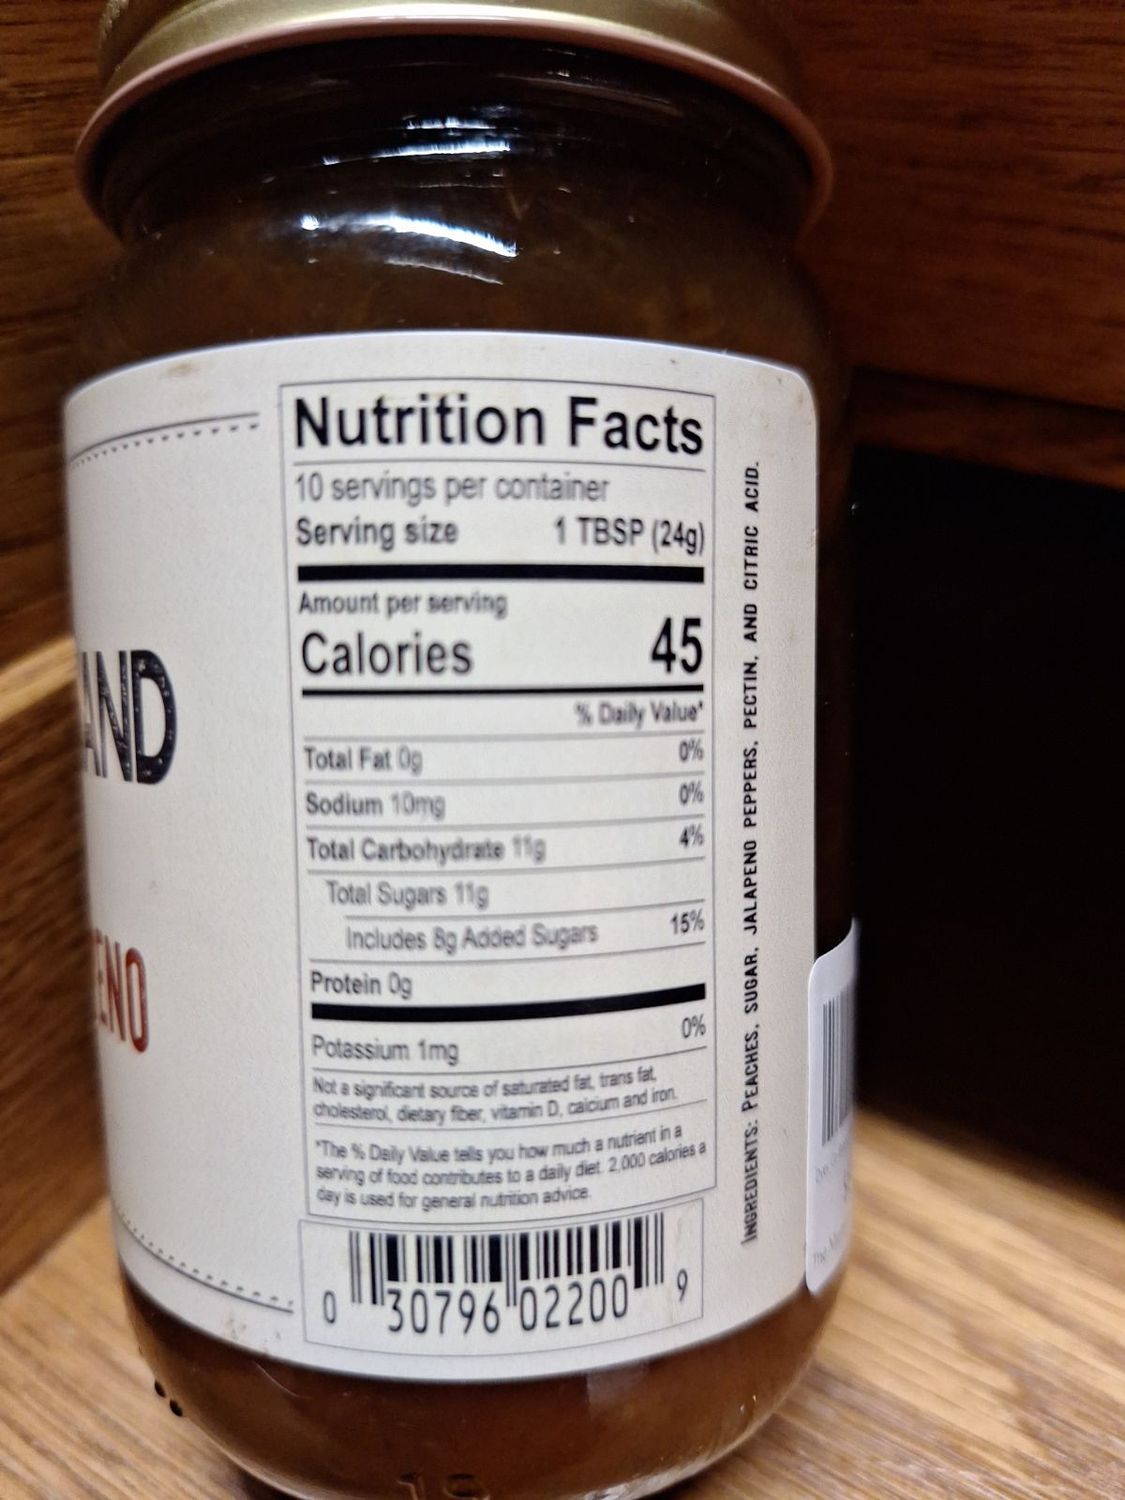 AND
ENO
Nutrition Facts
10 servings per container
Serving size 1 TBSP (24g)
Amount per serving
Calories 45
% Daily Value*
Total Fat 0g 0%
Sodium 10mg 0%
Total Carbohydrate 11g 4%
Total Sugars 11g
Includes 8g Added Sugars 15%
Protein 0g
Potassium 1mg 0%
Not a significant source of saturated fat, trans fat,
cholesterol, dietary fiber, vitamin D, calcium and iron.
*The % Daily Value tells you how much a nutrient in a
serving of food contributes to a daily diet. 2,000 calories a
day is used for general nutrition advice.
0 30796 02200 9
INGREDIENTS: PEACHES, SUGAR, JALAPENO PEPPERS, PECTIN, AND CITRIC ACID.